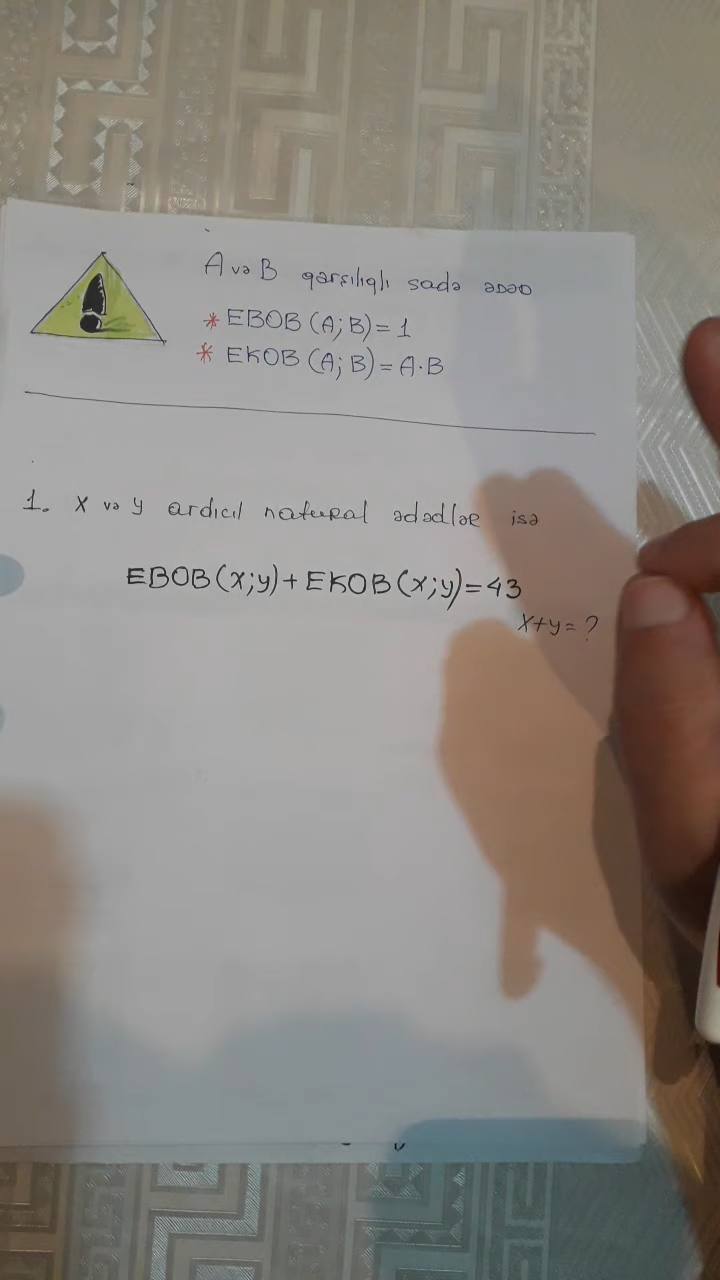 A və B qarşılıqlı sadə ədəd
* EBOB (A; B) = 1
* EKOB (A; B) = A·B
1. X və y ardıcıl natural ədədlər isə
EBOB (x; y) + EKOB (x; y) = 43
x+y = ?